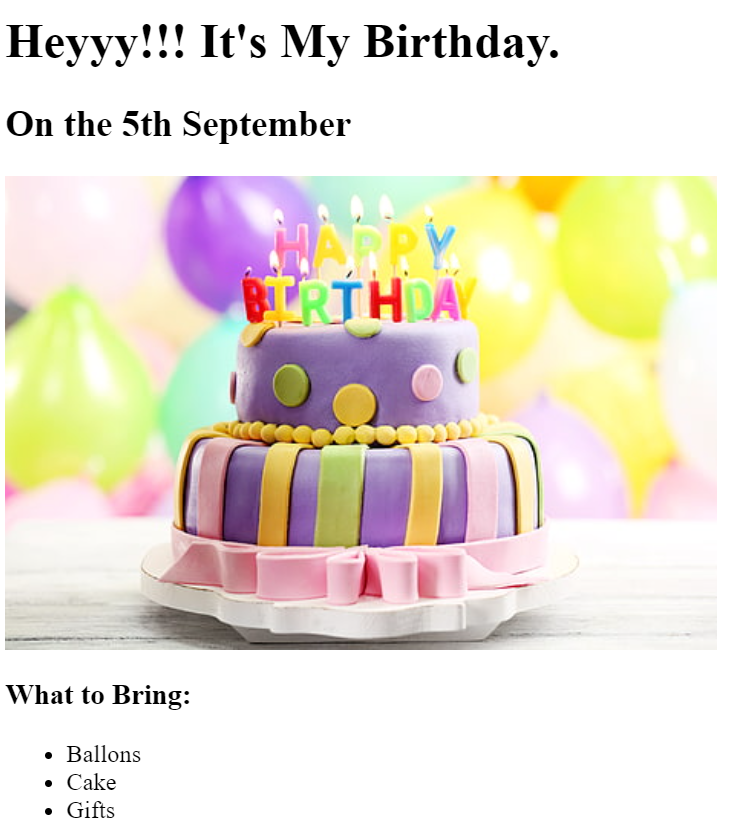 Heyyy!!! It's My Birthday.
On the 5th September
HAPPY
BIRTHDAY
What to Bring:
Ballons
Cake
Gifts